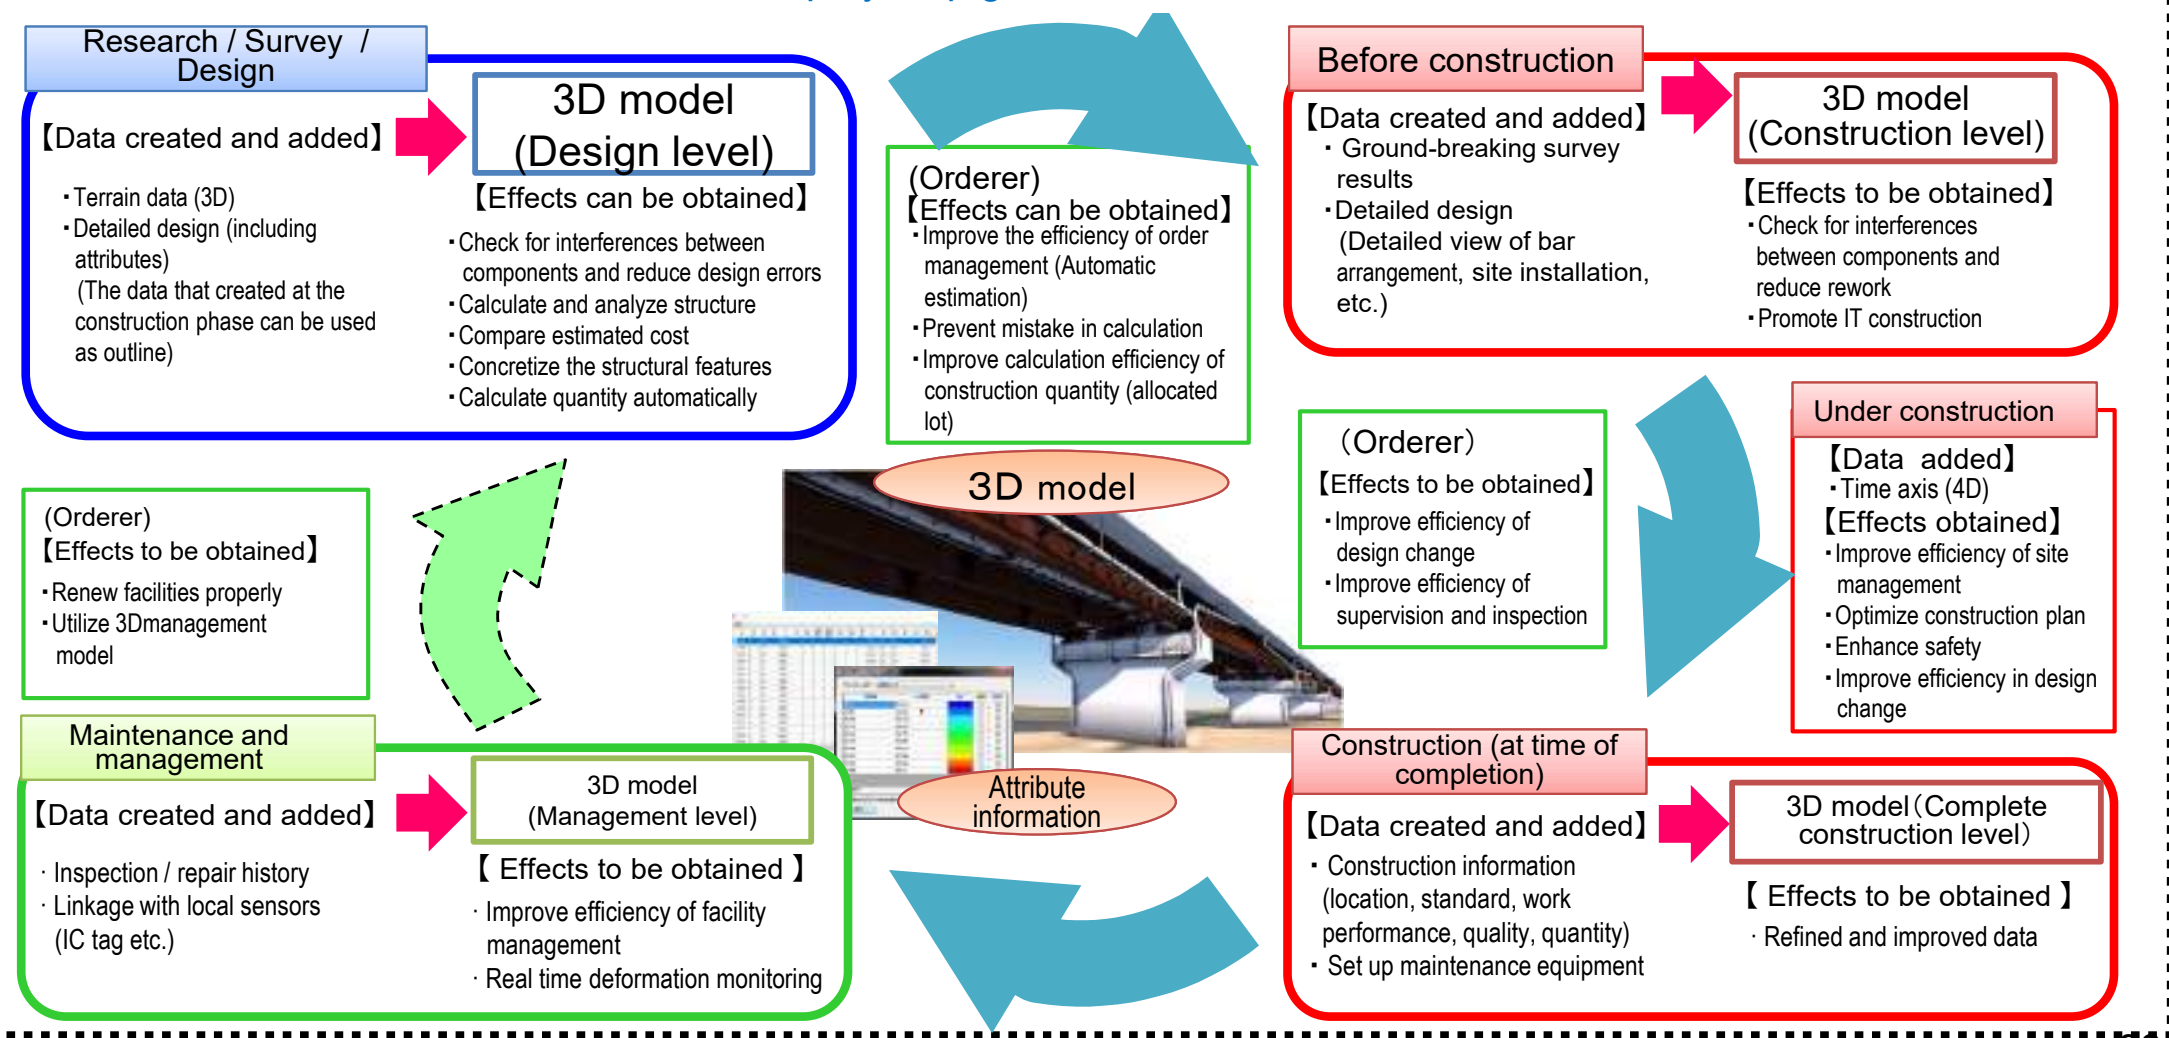 Research / Survey /
Design
【Data created and added】
・Terrain data (3D)
・Detailed design (including
attributes)
(The data that created at the
construction phase can be used
as outline)
3D model
(Design level)
【Effects can be obtained】
・Check for interferences between
components and reduce design errors
・Calculate and analyze structure
・Compare estimated cost
・Concretize the structural features
・Calculate quantity automatically
(Orderer)
【Effects can be obtained】
・Improve the efficiency of order
management (Automatic
estimation)
・Prevent mistake in calculation
・Improve calculation efficiency of
construction quantity (allocated
lot)
Before construction
【Data created and added】
・ Ground-breaking survey
results
・Detailed design
(Detailed view of bar
arrangement, site installation,
etc.)
3D model
(Construction level)
【Effects to be obtained】
・Check for interferences
between components and
reduce rework
・Promote IT construction
（Orderer）
【Effects to be obtained】
・Improve efficiency of
design change
・Improve efficiency of
supervision and inspection
Under construction
【Data added】
・Time axis (4D)
【Effects obtained】
・Improve efficiency of site
management
・Optimize construction plan
・Enhance safety
・Improve efficiency in design
change
3D model
Attribute
information
(Orderer)
【Effects to be obtained】
・Renew facilities properly
・Utilize 3Dmanagement
model
Maintenance and
management
【Data created and added】
· Inspection / repair history
· Linkage with local sensors
(IC tag etc.)
3D model
(Management level)
【 Effects to be obtained 】
· Improve efficiency of facility
management
· Real time deformation monitoring
Construction (at time of
completion)
【Data created and added】
・ Construction information
(location, standard, work
performance, quality, quantity)
・ Set up maintenance equipment
3D model（Complete
construction level）
【 Effects to be obtained 】
· Refined and improved data